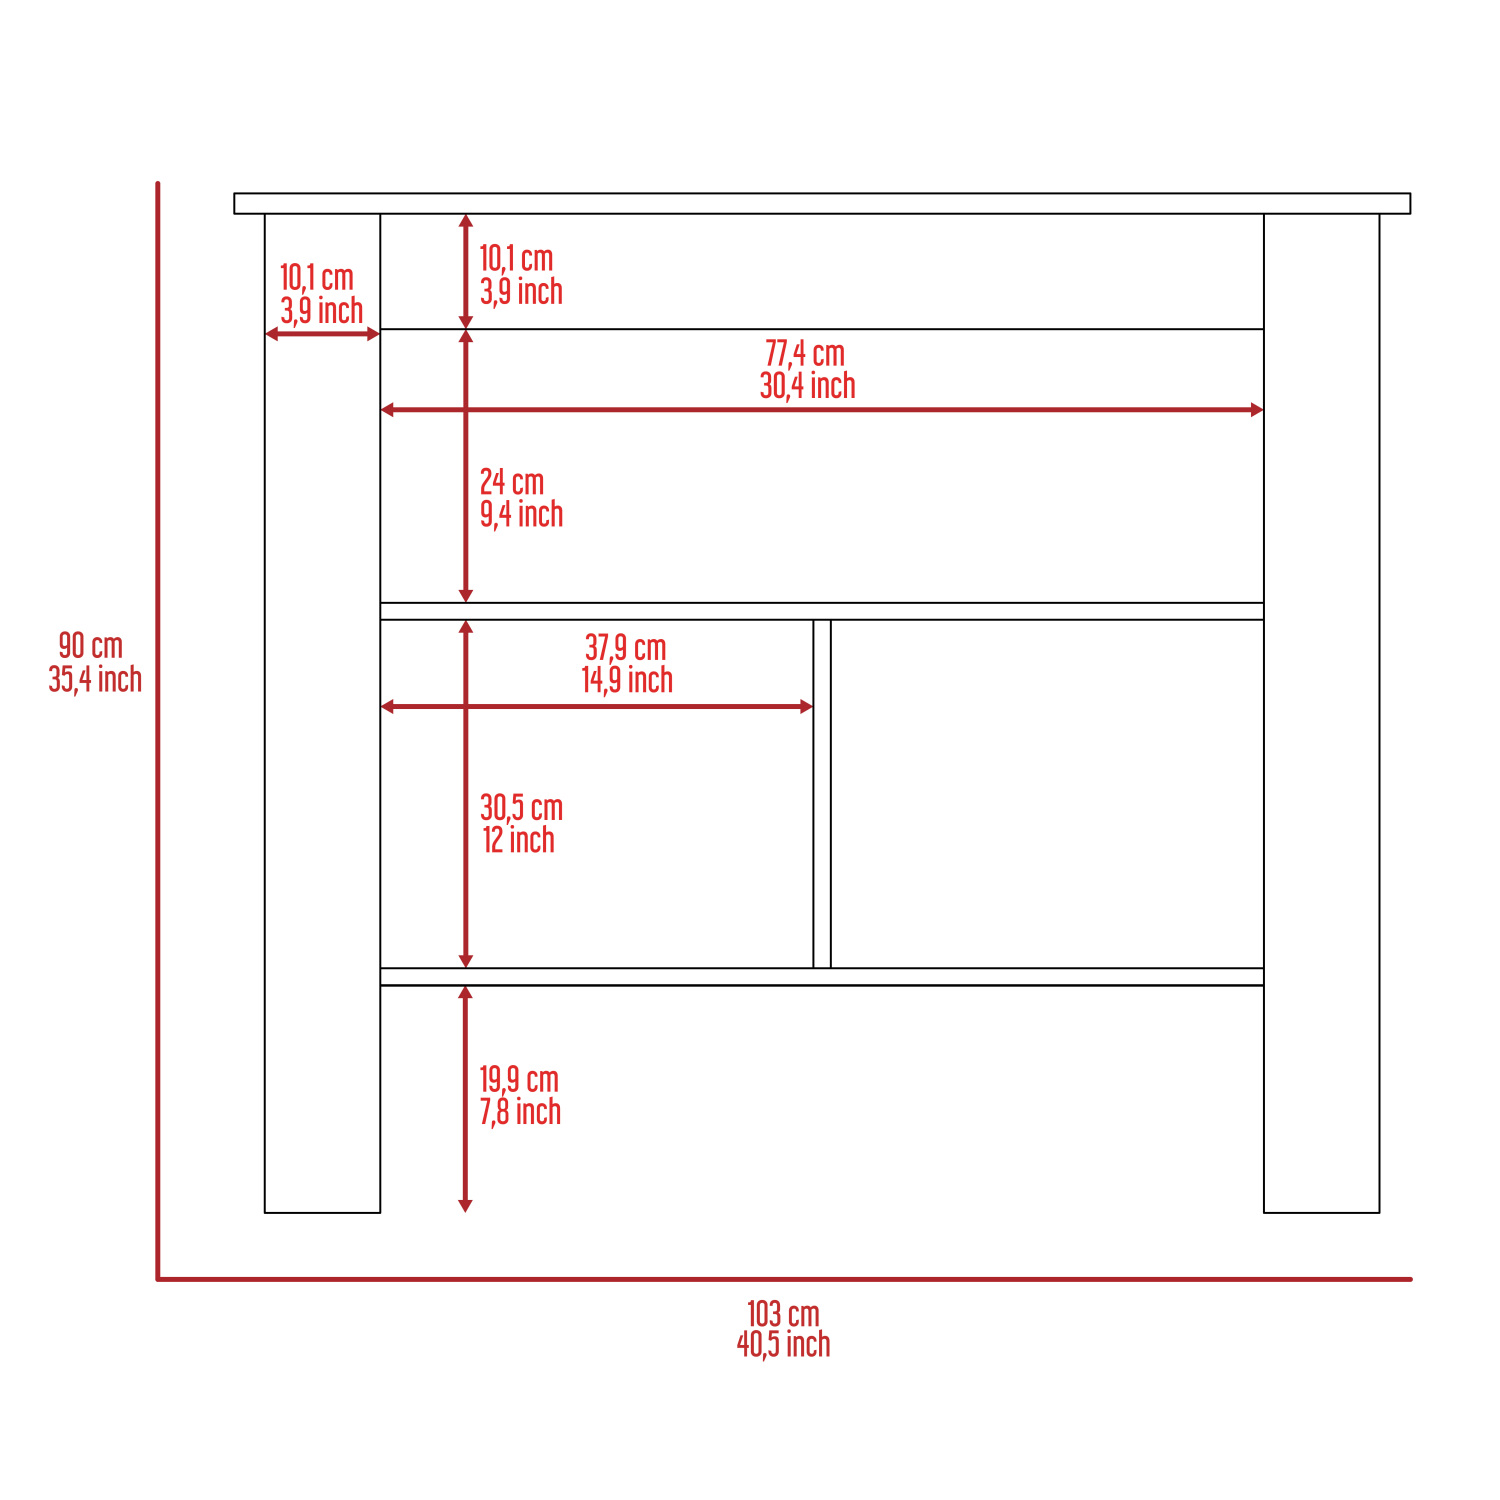 10,1 cm
3,9 inch
10,1 cm
3,9 inch
77,4 cm
30,4 inch
24 cm
9,4 inch
90 cm
35,4 inch
37,9 cm
14,9 inch
30,5 cm
12 inch
19,9 cm
7,8 inch
103 cm
40,5 inch